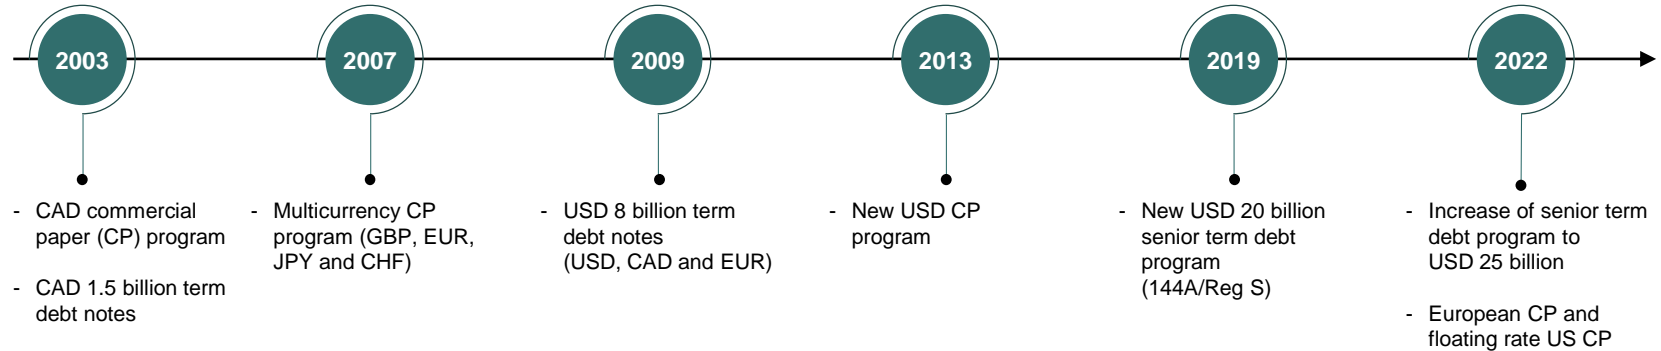 2003
2007
2009
2013
2019
2022
- CAD commercial
paper (CP) program
- CAD 1.5 billion term
debt notes
- Multicurrency CP
program (GBP, EUR,
JPY and CHF)
- USD 8 billion term
debt notes
(USD, CAD and EUR)
- New USD CP
program
- New USD 20 billion
senior term debt
program
(144A/Reg S)
- Increase of senior term
debt program to
USD 25 billion
- European CP and
floating rate US CP